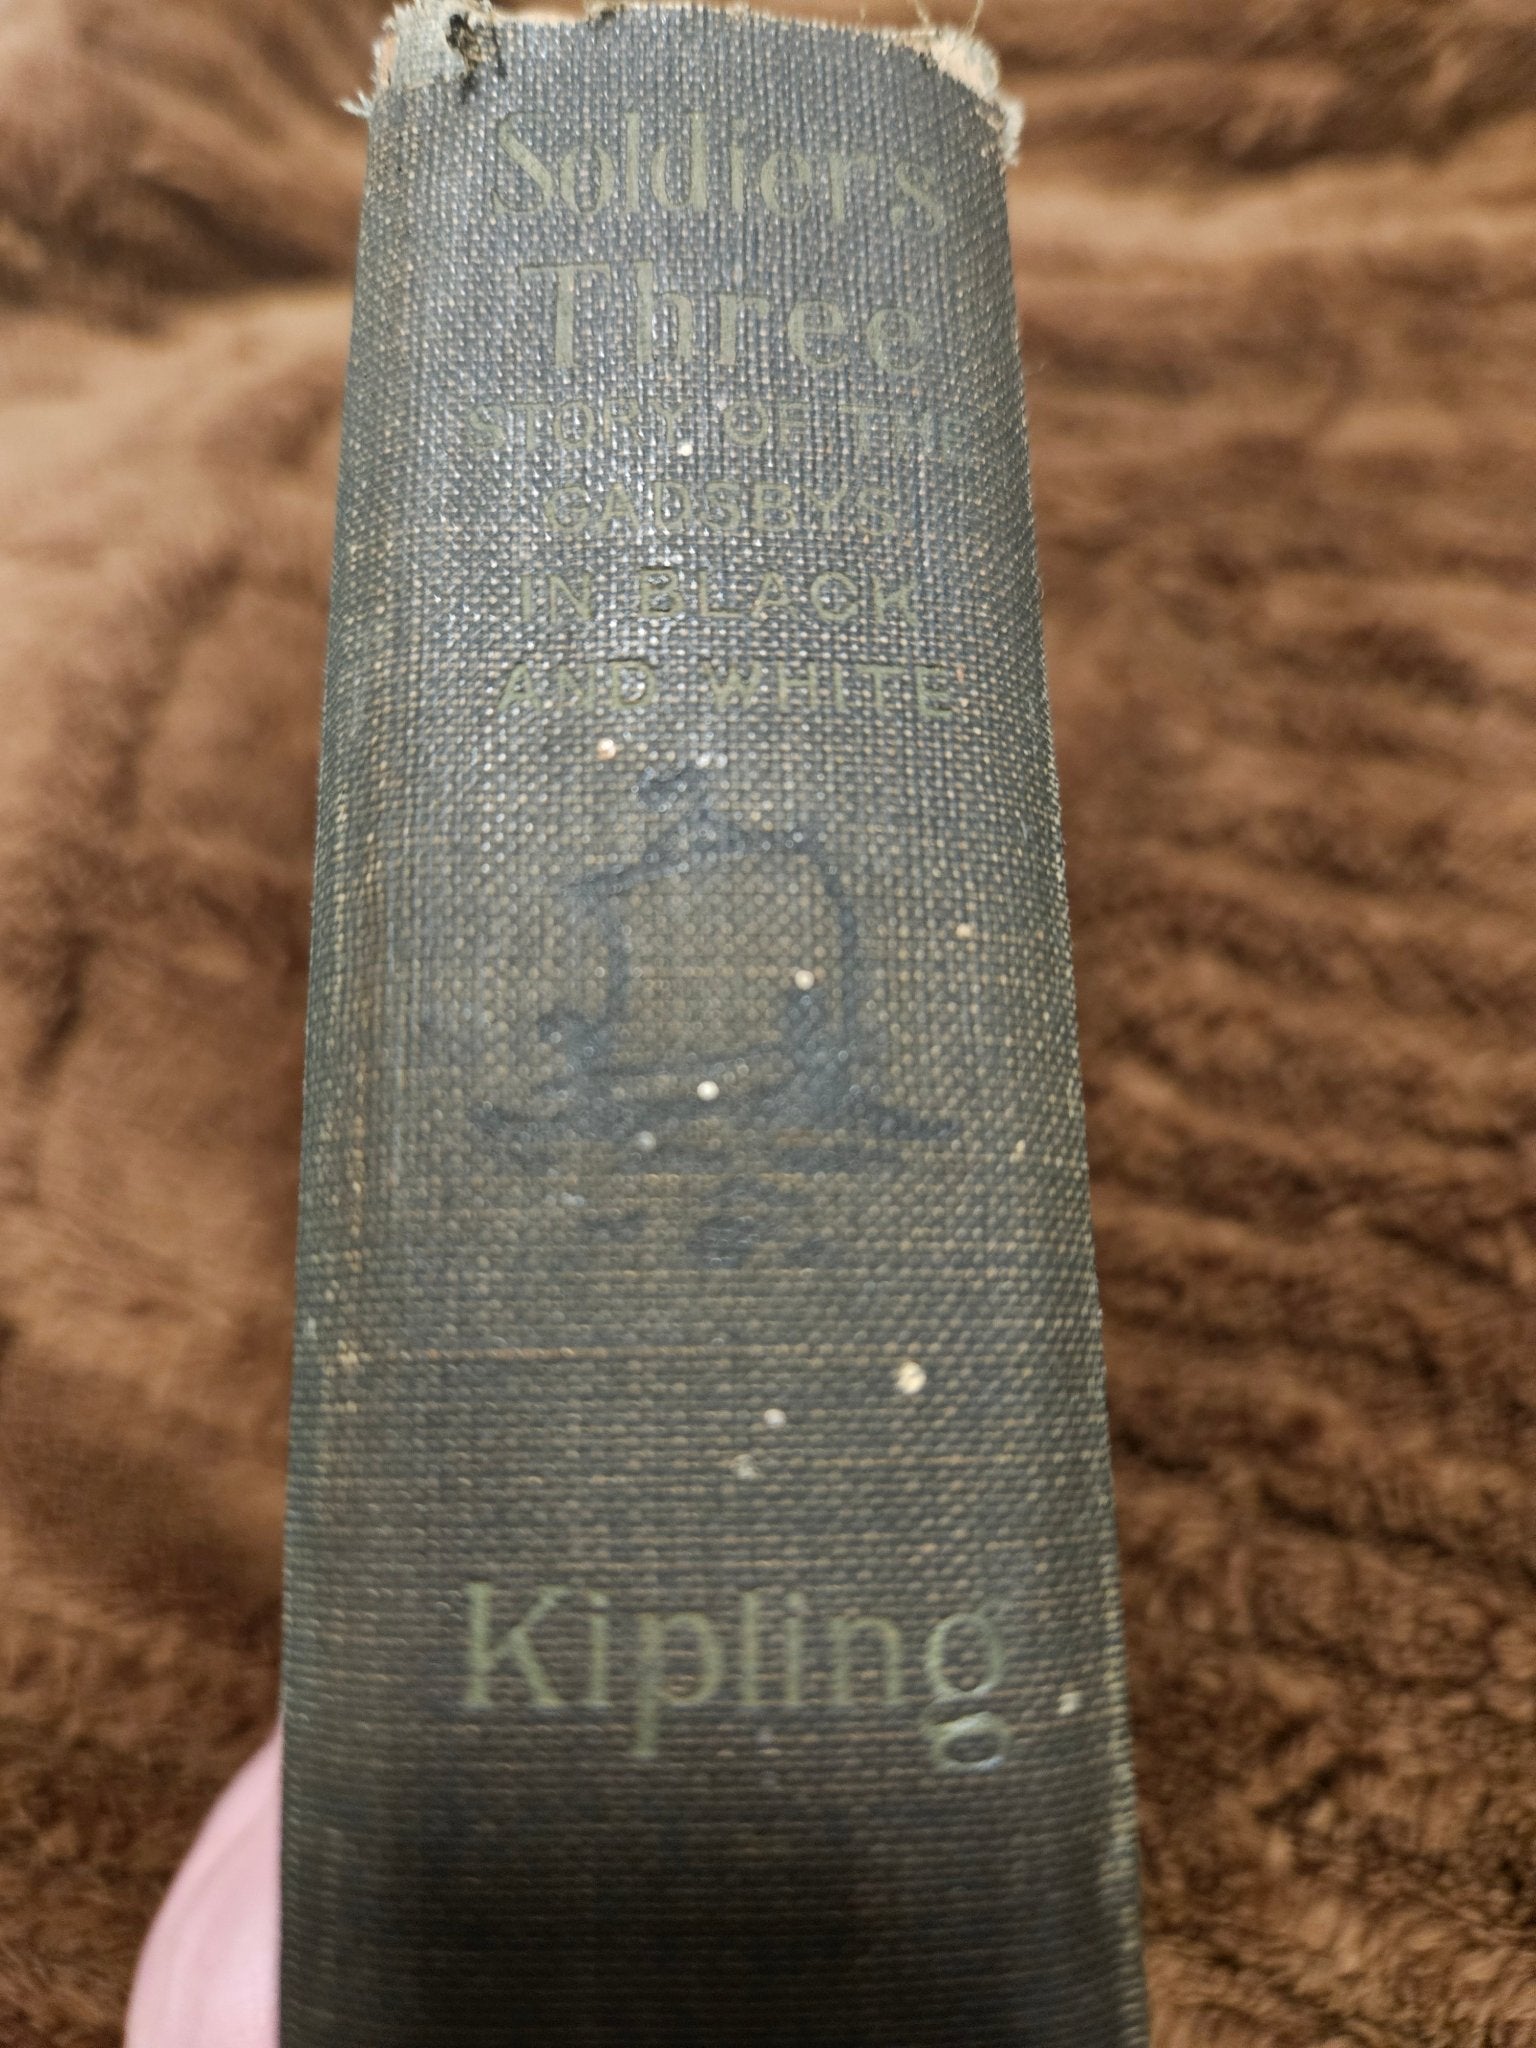 Soldiers
Three
STORY OF THE
GADSBYS
IN BLACK
AND WHITE
Kipling